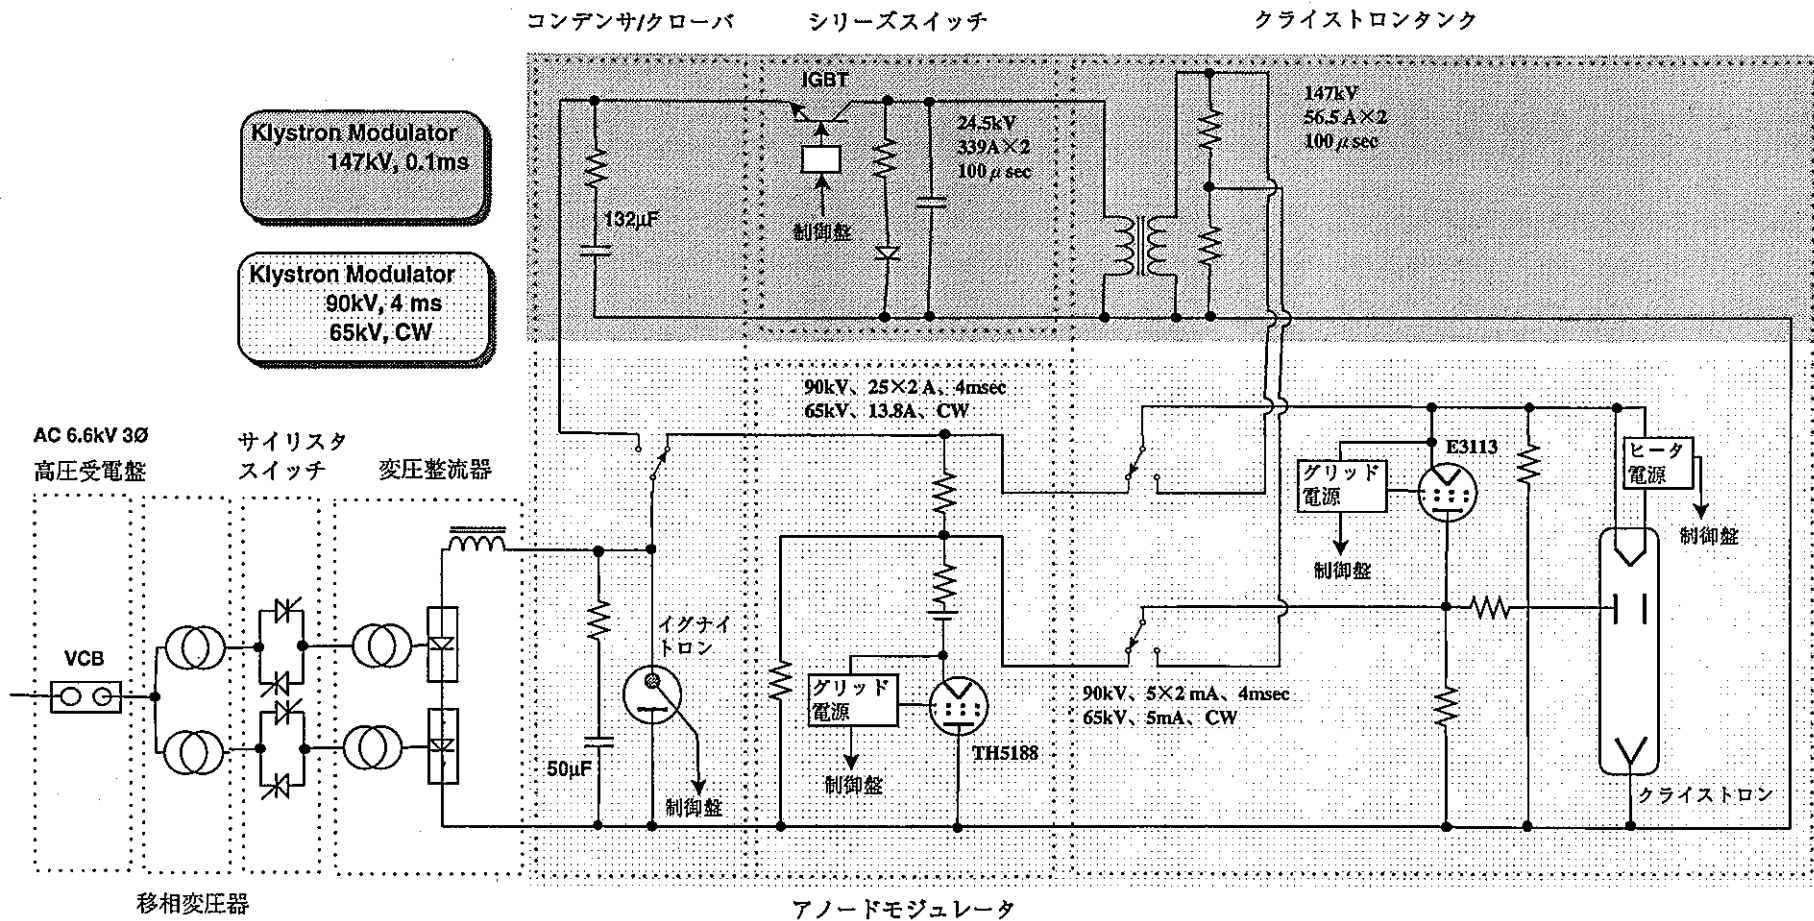 コンデンサ/クローバ
シリーズスイッチ
クライストロンタンク
Klystron Modulator
147kV, 0.1ms
IGBT
制御盤
132μF
24.5kV
339A×2
100μsec
147kV
56.5A×2
100μsec
Klystron Modulator
90kV, 4 ms
65kV, CW
90kV、25×2 A、4msec
65kV、13.8A、CW
AC 6.6kV 3Ø
高圧受電盤
サイリスタ
スイッチ
変圧整流器
E3113
グリッド
電源
制御盤
ヒータ
電源
制御盤
VCB
イグナイ
トロン
50μF
制御盤
グリッド
電源
制御盤
TH5188
90kV、5×2 mA、4msec
65kV、5mA、CW
クライストロン
移相変圧器
アノードモジュレータ